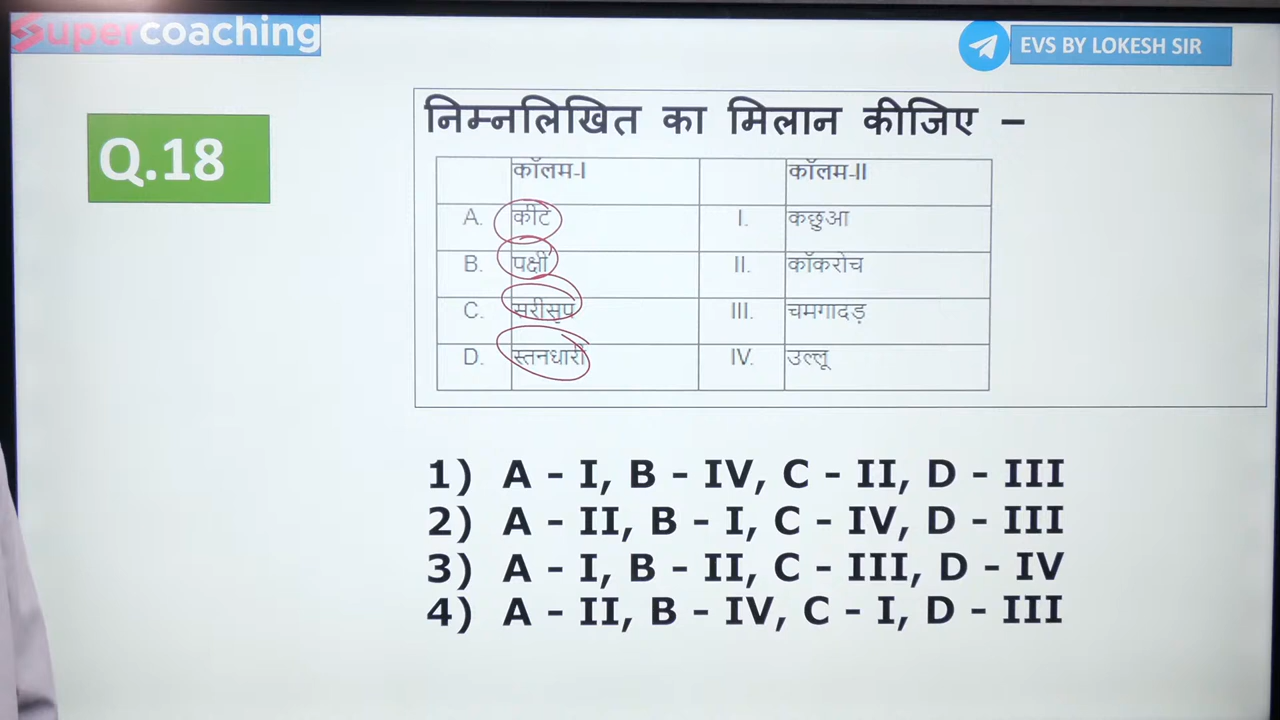 Supercoaching
EVS BY LOKESH SIR
Q.18
निम्नलिखित का मिलान कीजिए –
कॉलम-I कॉलम-II
A. कीट I. कछुआ
B. पक्षी II. कॉकरोच
C. सरीसृप III. चमगादड़
D. स्तनधारी IV. उल्लू
1) A - I, B - IV, C - II, D - III
2) A - II, B - I, C - IV, D - III
3) A - I, B - II, C - III, D - IV
4) A - II, B - IV, C - I, D - III